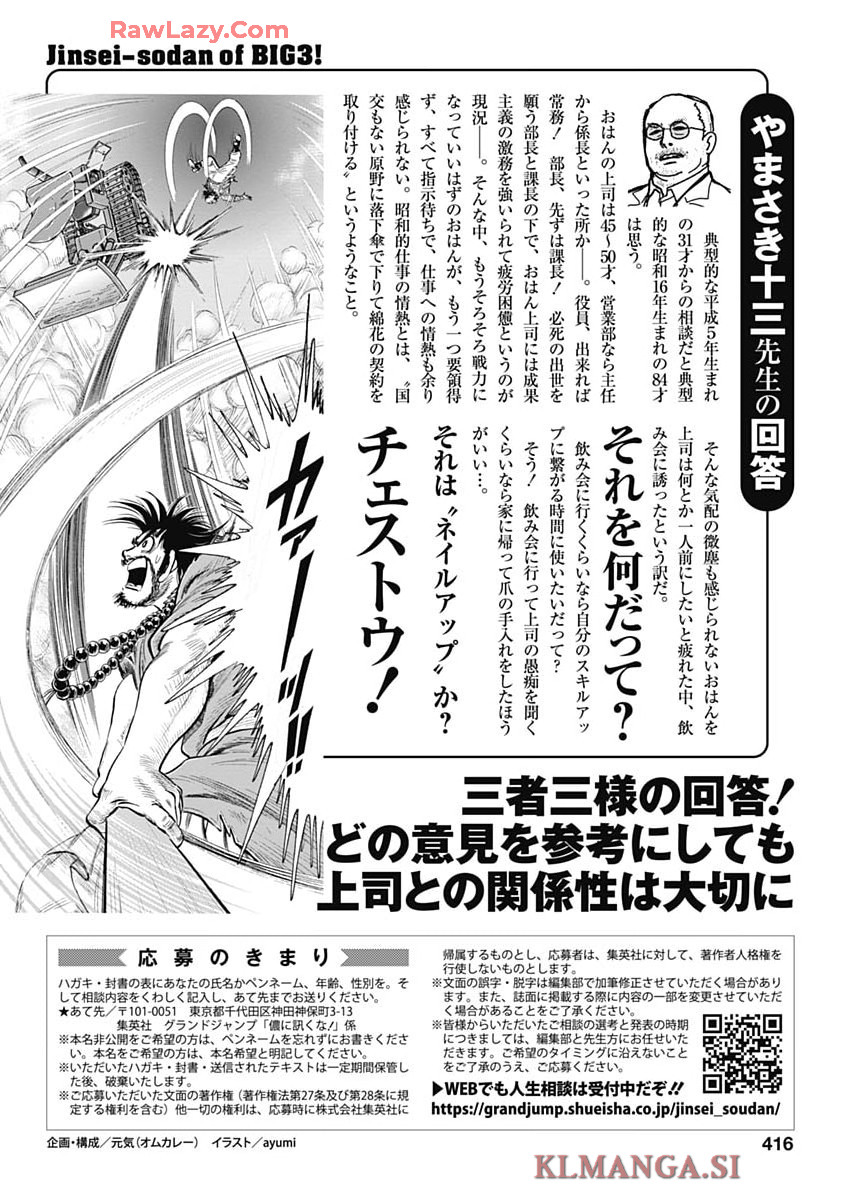 RawLazy.Com
Jinsei-sodan of BIG3!
やまさき十三先生の回答
典型的な平成5年生まれ
の31才からの相談だと典型
的な昭和16年生まれの84才
は思う。
おはんの上司は45〜50才、営業部なら主任
から係長といった所か――。役員、出来れば
常務!　部長、先ずは課長!　必死の出世を
願う部長と課長の下で、おはん上司には成果
主義の激務を強いられて疲労困憊というのが
現況――。そんな中、もうそろそろ戦力に
なっていいはずのおはんが、もう一つ要領得
ず、すべて指示待ちで、仕事への情熱も余り
感じられない。昭和的仕事の情熱とは、〝国
交もない原野に落下傘で下りて綿花の契約を
取り付ける〟というようなこと。
そんな気配の微塵も感じられないおはんを
上司は何とか一人前にしたいと疲れた中、飲
み会に誘ったという訳だ。
それを何だって?
飲み会に行くくらいなら自分のスキルアッ
プに繋がる時間に使いたいだって?
そう!　飲み会に行って上司の愚痴を聞く
くらいなら家に帰って爪の手入れをしたほう
がいい…。
それは〝ネイルアップ〟か?
チェストウ!
カァーッ!!
三者三様の回答!
どの意見を参考にしても
上司との関係性は大切に
応募のきまり
ハガキ・封書の表にあなたの氏名かペンネーム、年齢、性別を。そ
して相談内容をくわしく記入し、あて先までお送りください。
★あて先／〒101-0051　東京都千代田区神田神保町3-13
集英社　グランドジャンプ「儂に訊くな!」係
※本名非公開をご希望の方は、ペンネームを忘れずにお書きくださ
い。本名をご希望の方は、本名希望と明記してください。
※いただいたハガキ・封書・送信されたテキストは一定期間保管し
た後、破棄いたします。
※ご応募いただいた文面の著作権（著作権法第27条及び第28条に規
定する権利を含む）他一切の権利は、応募時に株式会社集英社に
帰属するものとし、応募者は、集英社に対して、著作者人格権を
行使しないものとします。
※文面の誤字・脱字は編集部で加筆修正させていただく場合があり
ます。また、誌面に掲載する際に内容の一部を変更させていただ
く場合があることをご了承ください。
※皆様からいただいたご相談の選考と発表の時期
につきましては、編集部と先生方にお任せいた
だきます。ご希望のタイミングに沿えないこと
をご了承のうえ、ご応募ください。
▶WEBでも人生相談は受付中だぞ!!
https://grandjump.shueisha.co.jp/jinsei_soudan/
企画・構成／元気（オムカレー）　イラスト／ayumi
416
KLMANGA.SI